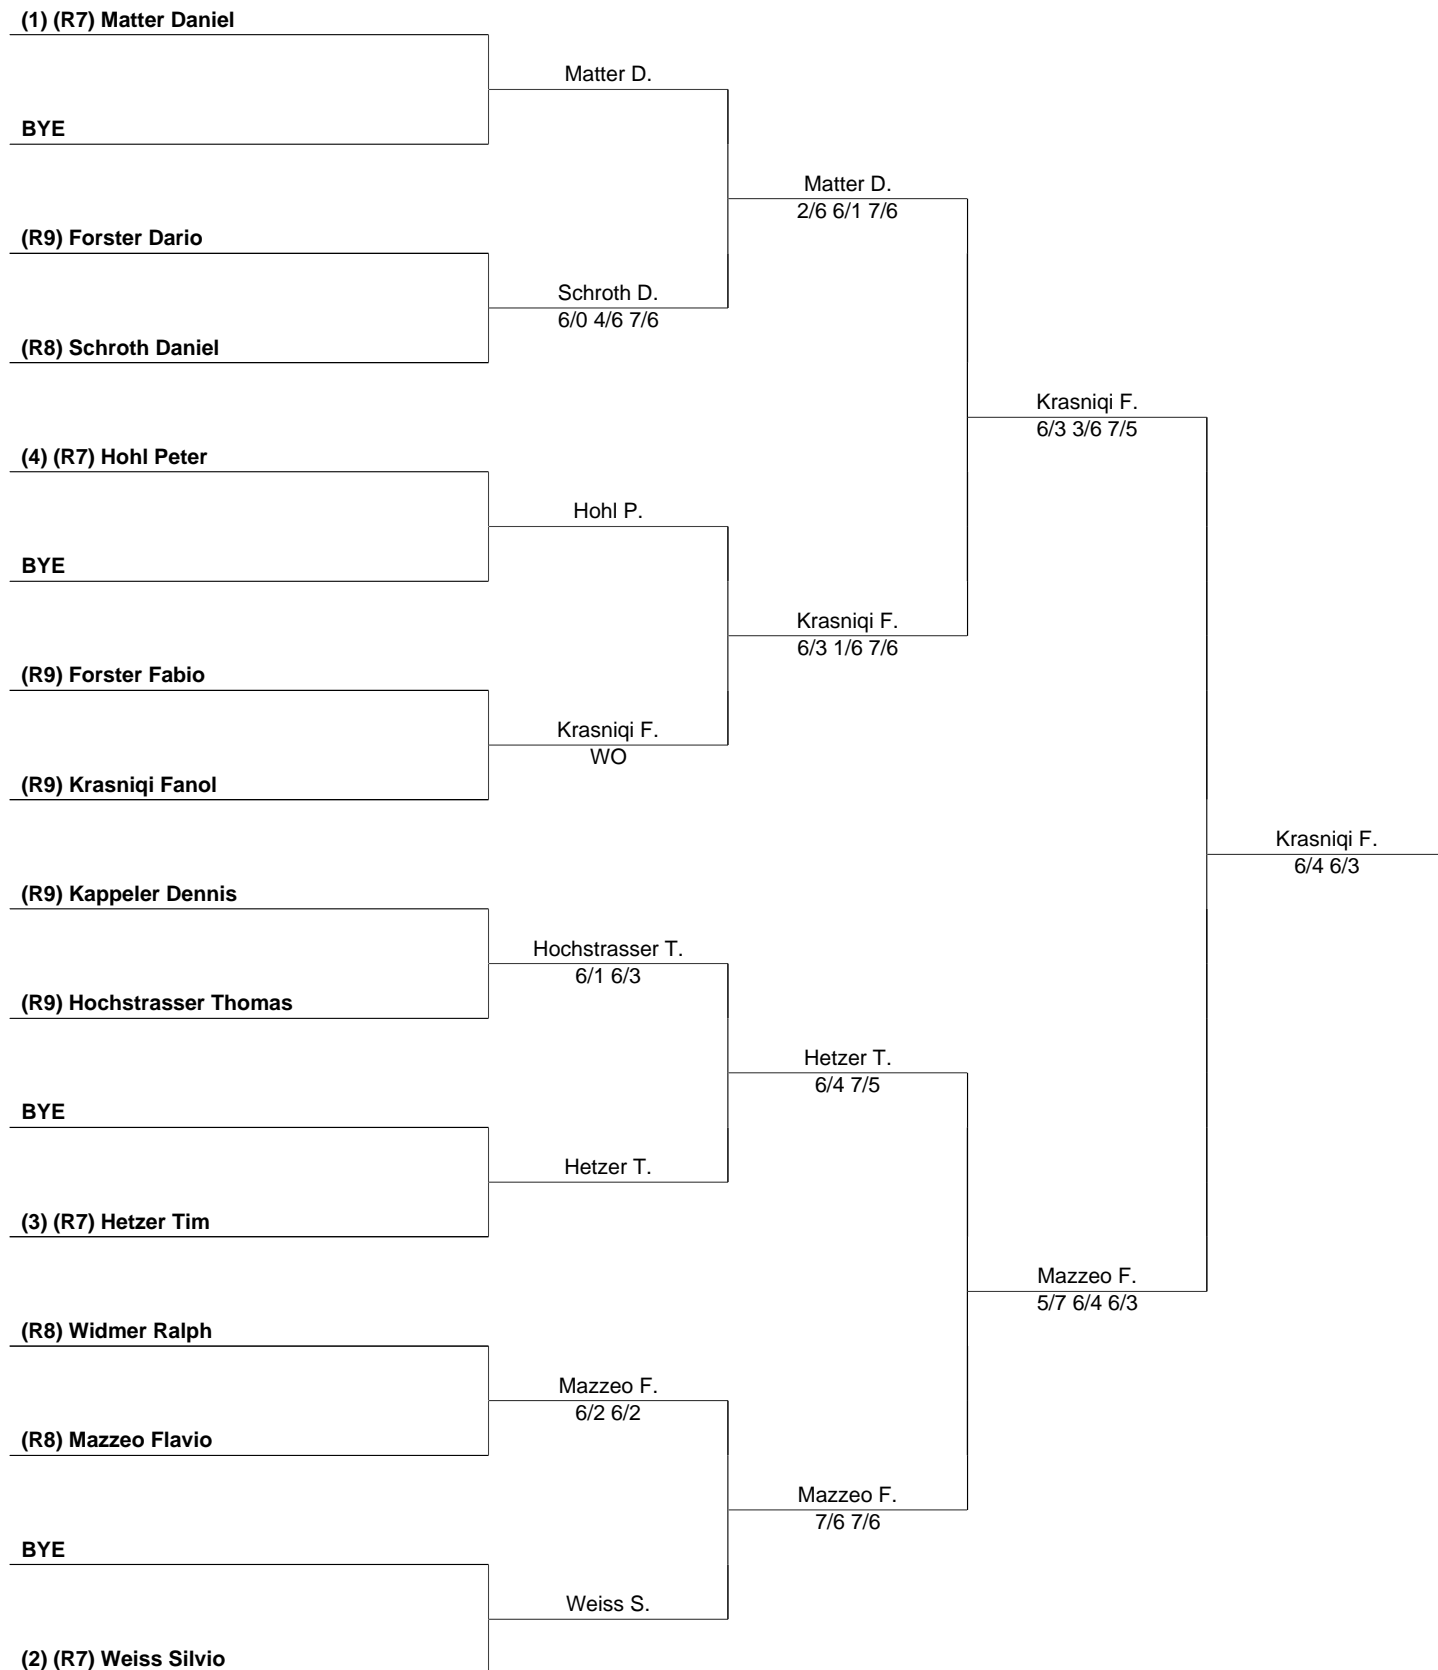 (1) (R7) Matter Daniel
Matter D.
BYE
Matter D.
2/6 6/1 7/6
(R9) Forster Dario
Schroth D.
6/0 4/6 7/6
(R8) Schroth Daniel
Krasniqi F.
6/3 3/6 7/5
(4) (R7) Hohl Peter
Hohl P.
BYE
Krasniqi F.
6/3 1/6 7/6
(R9) Forster Fabio
Krasniqi F.
WO
(R9) Krasniqi Fanol
Krasniqi F.
6/4 6/3
(R9) Kappeler Dennis
Hochstrasser T.
6/1 6/3
(R9) Hochstrasser Thomas
Hetzer T.
6/4 7/5
BYE
Hetzer T.
(3) (R7) Hetzer Tim
Mazzeo F.
5/7 6/4 6/3
(R8) Widmer Ralph
Mazzeo F.
6/2 6/2
(R8) Mazzeo Flavio
Mazzeo F.
7/6 7/6
BYE
Weiss S.
(2) (R7) Weiss Silvio